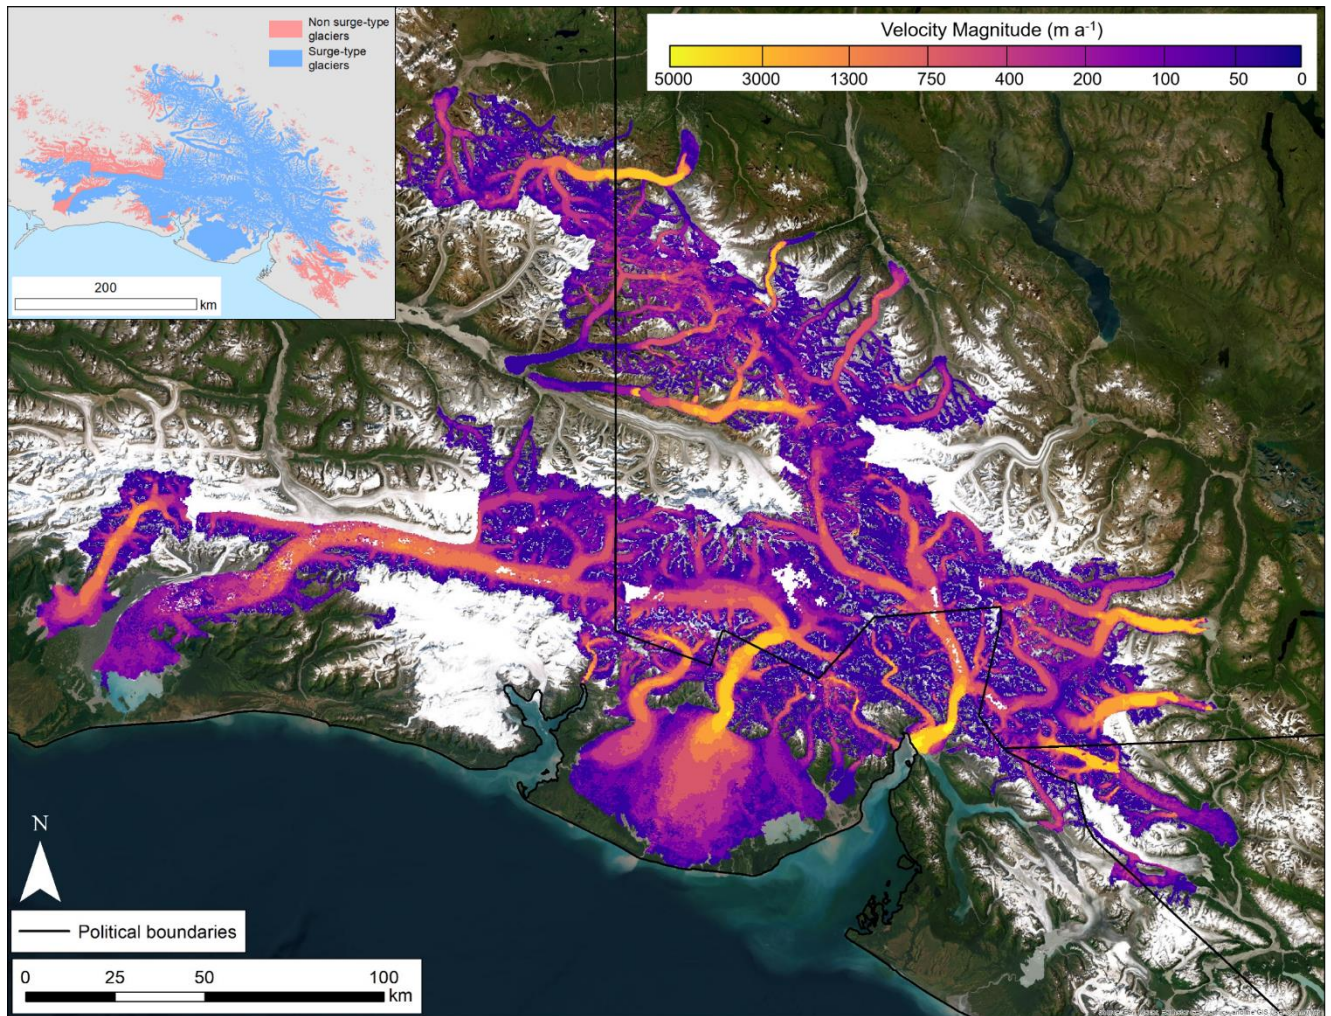 Non surge-type
glaciers
Surge-type
glaciers
200
km
Velocity Magnitude (m a⁻¹)
5000 3000 1300 750 400 200 100 50 0
N
Political boundaries
0 25 50 100
km